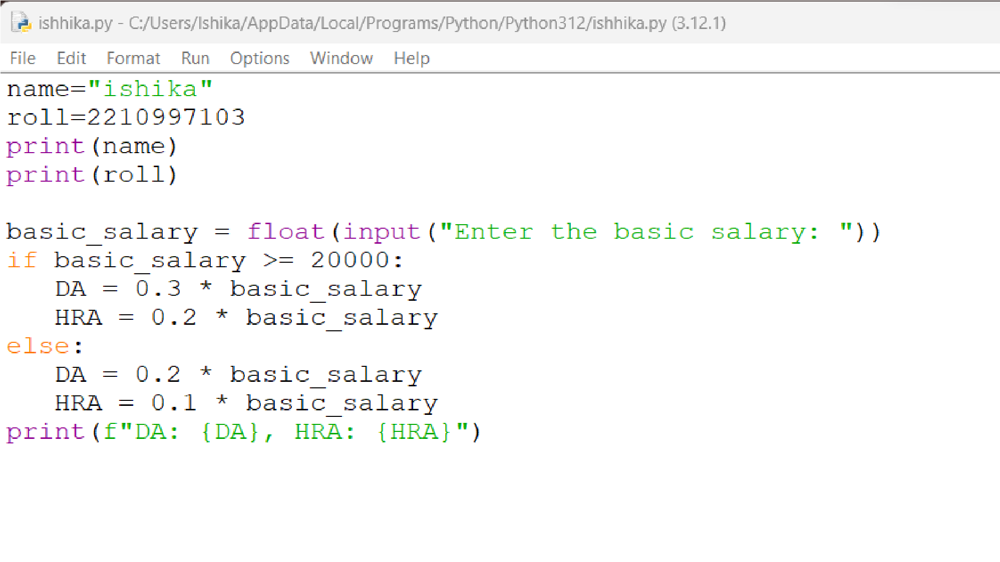 ishhika.py - C:/Users/Ishika/AppData/Local/Programs/Python/Python312/ishhika.py (3.12.1)
File Edit Format Run Options Window Help
name="ishika"
roll=2210997103
print(name)
print(roll)

basic_salary = float(input("Enter the basic salary: "))
if basic_salary >= 20000:
   DA = 0.3 * basic_salary
   HRA = 0.2 * basic_salary
else:
   DA = 0.2 * basic_salary
   HRA = 0.1 * basic_salary
print(f"DA: {DA}, HRA: {HRA}")